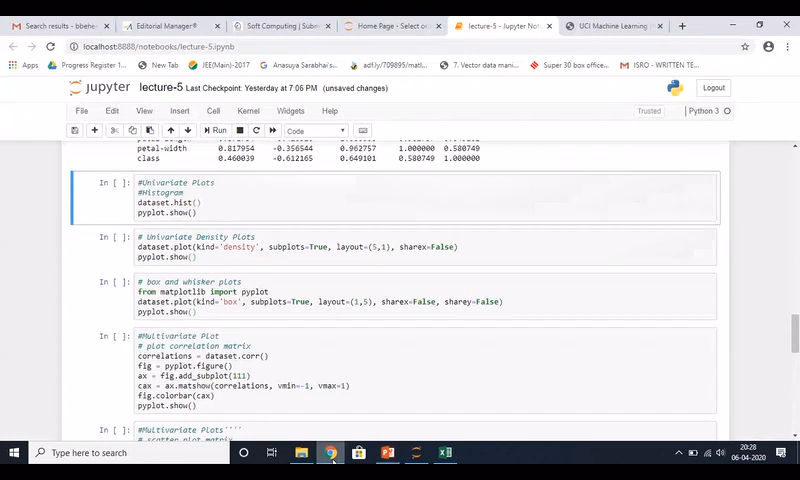 Search results - bbehen
Editorial Manager®
Soft Computing | Submi
Home Page - Select or
lecture-5 - Jupyter Not
UCI Machine Learning
localhost:8888/notebooks/lecture-5.ipynb
Apps
Progress Register 1...
New Tab
JEE(Main)-2017
Anasuya Sarabhai's...
adf.ly/709895/matl...
7. Vector data mani...
Super 30 box office...
ISRO - WRITTEN TE...
jupyter
lecture-5 Last Checkpoint: Yesterday at 7:06 PM (unsaved changes)
Logout
File
Edit
View
Insert
Cell
Kernel
Widgets
Help
Trusted
Python 3
Run
Code
petal-width 0.817954 -0.356544 0.962757 1.000000 0.580749
class 0.460039 -0.612165 0.649101 0.580749 1.000000
In [ ]:
#Univariate Plots
#Histogram
dataset.hist()
pyplot.show()
In [ ]:
# Univariate Density Plots
dataset.plot(kind='density', subplots=True, layout=(5,1), sharex=False)
pyplot.show()
In [ ]:
# box and whisker plots
from matplotlib import pyplot
dataset.plot(kind='box', subplots=True, layout=(1,5), sharex=False, sharey=False)
pyplot.show()
In [ ]:
#Multivariate Plot
# plot correlation matrix
correlations = dataset.corr()
fig = pyplot.figure()
ax = fig.add_subplot(111)
cax = ax.matshow(correlations, vmin=-1, vmax=1)
fig.colorbar(cax)
pyplot.show()
In [ ]:
#Multivariate Plots''''
# scatter plot matrix
Type here to search
20:28
06-04-2020